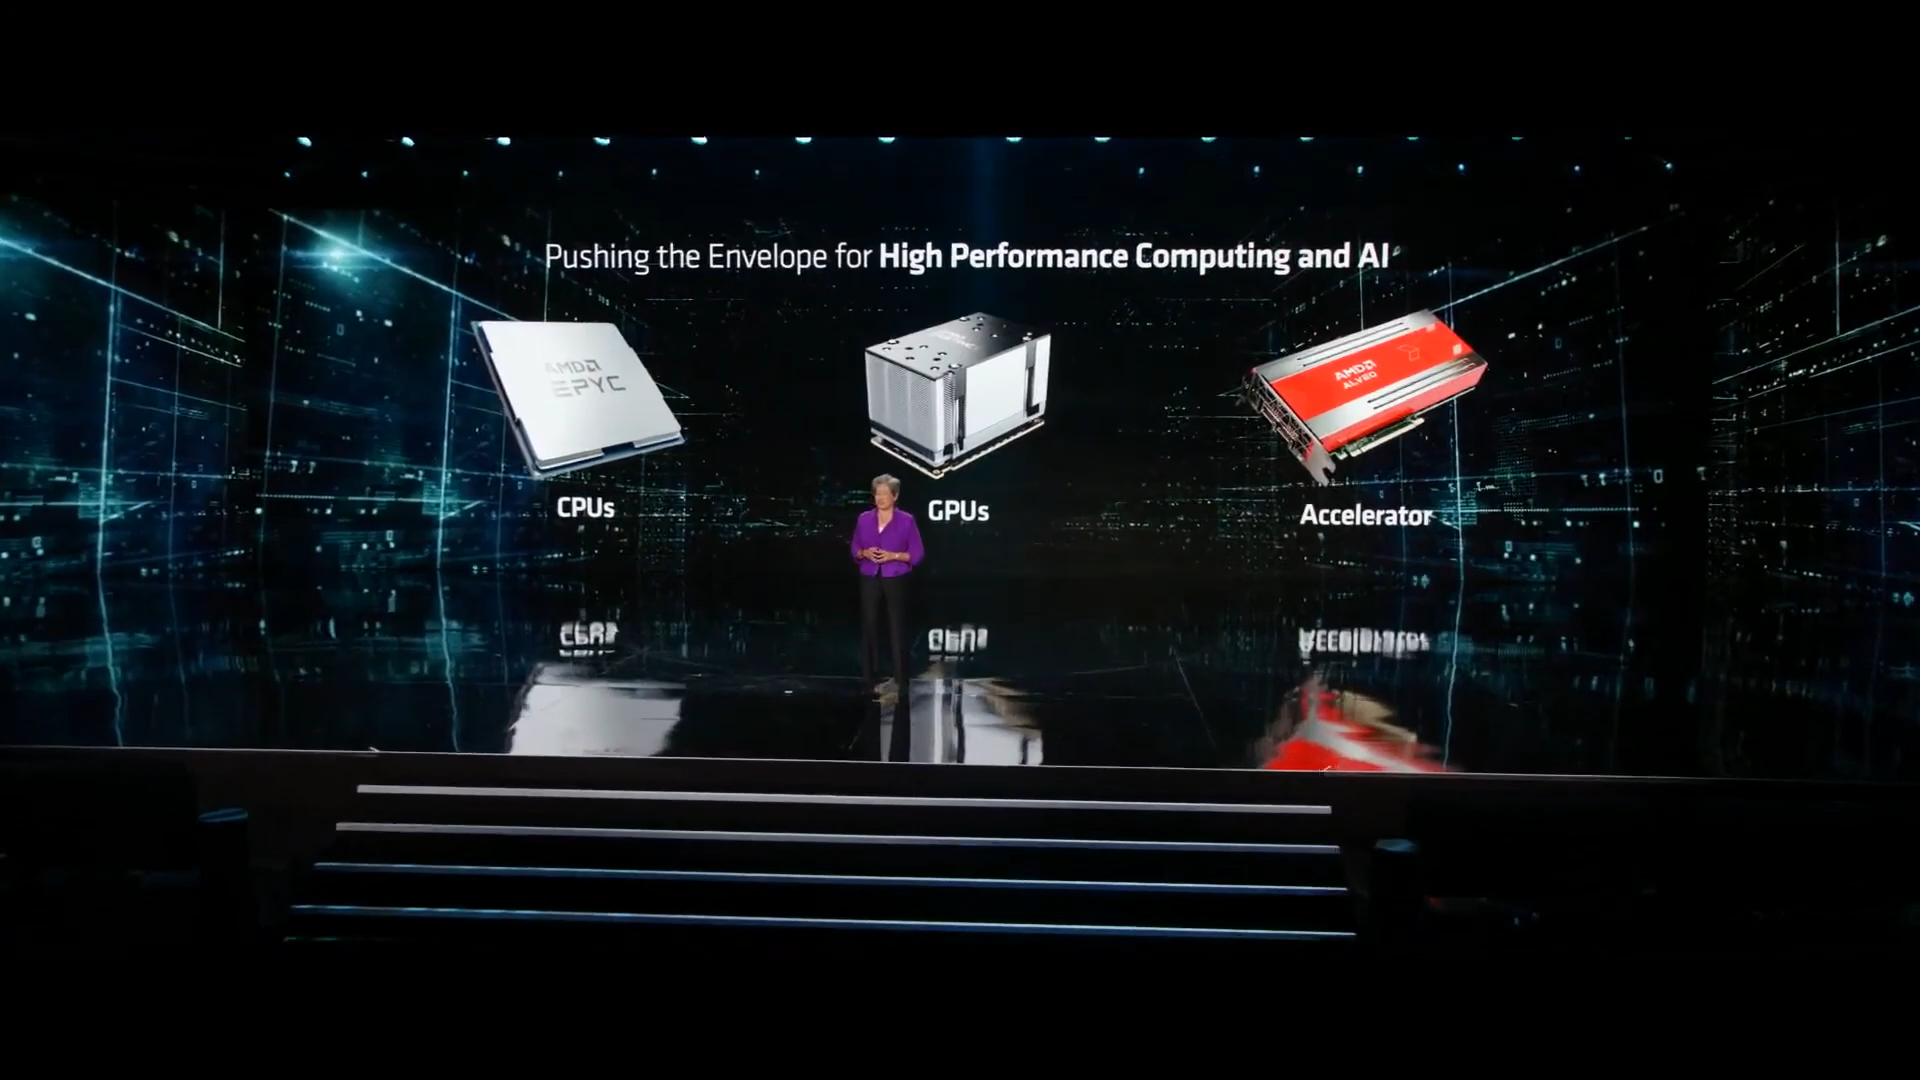 Pushing the Envelope for High Performance Computing and AI
AMD
EPYC
AMD
ALVEO
CPUs
GPUs
Accelerator